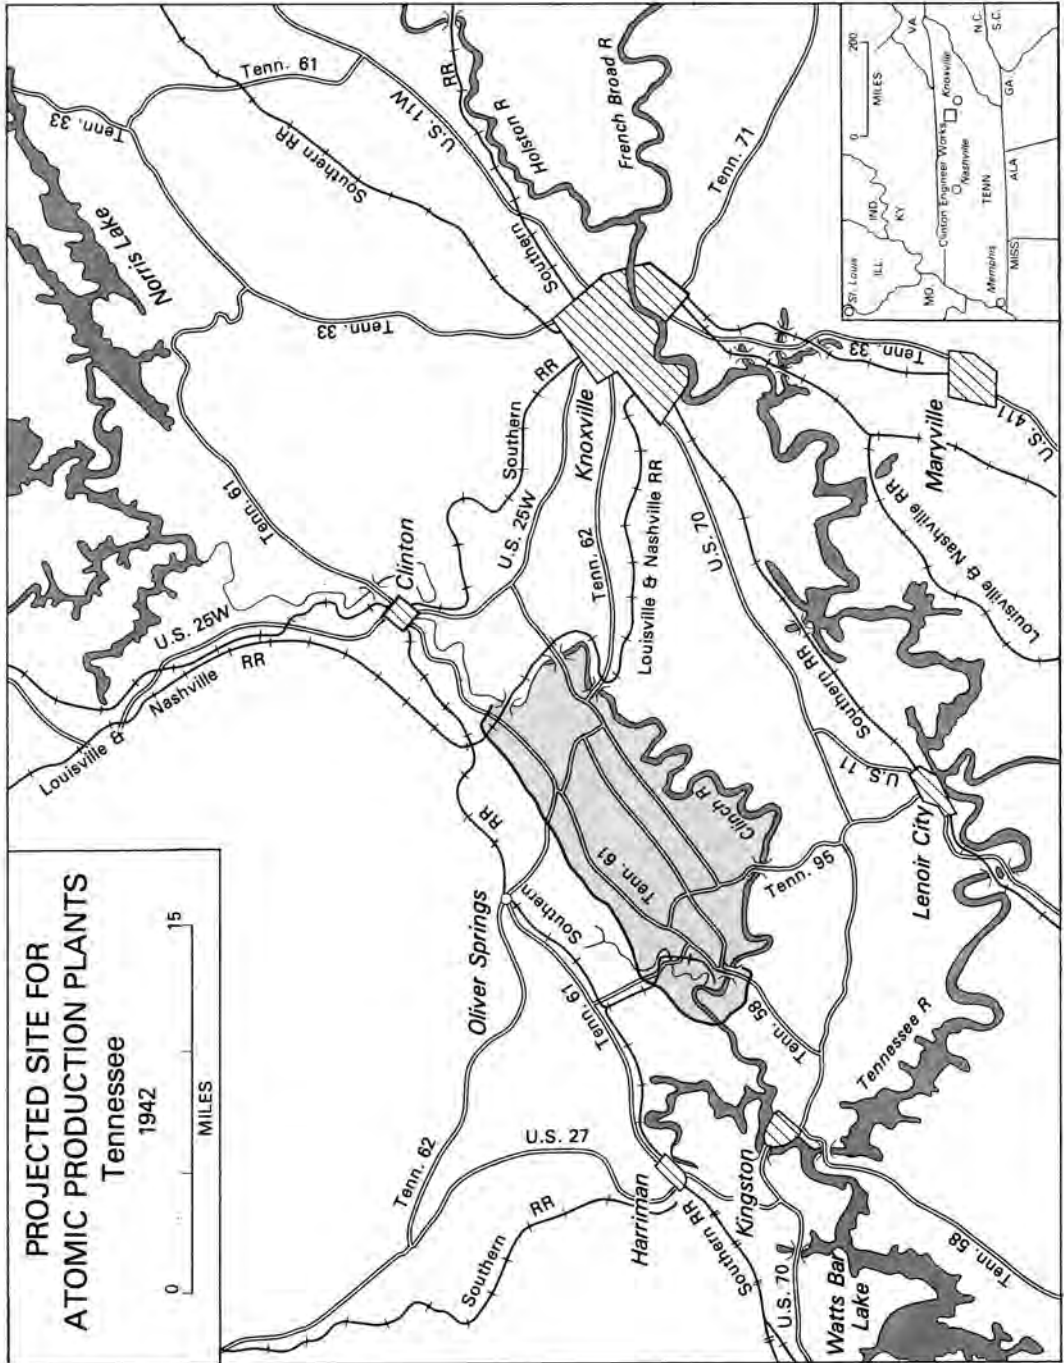 PROJECTED SITE FOR
ATOMIC PRODUCTION PLANTS
Tennessee
1942
0
15
MILES
Louisville &
Nashville
RR
U.S. 25W
Norris Lake
Tenn. 33
Tenn. 61
Tenn. 61
Southern RR
U.S. 11W
RR
Southern
Holston R
French Broad R
Tenn. 71
Tenn. 33
Clinton
Southern
RR
U.S. 25W
Knoxville
Tenn. 62
Louisville & Nashville RR
U.S. 70
Southern RR
Tenn. 33
Maryville
U.S. 411
Louisville & Nashville RR
RR
Oliver Springs
Southern
Tenn. 61
Tenn. 61
Clinch R
Tenn. 95
U.S. 11
Lenoir City
Tenn. 62
U.S. 27
Southern
RR
Harriman
Southern RR
Kingston
Tenn. 58
Tennessee R
U.S. 70
Watts Bar
Lake
Tenn. 58
0
200
MILES
St. Louis
ILL
IND
KY
VA.
MO.
Clinton Engineer Works
Knoxville
Nashville
TENN
N.C.
S.C.
Memphis
MISS
ALA
GA.